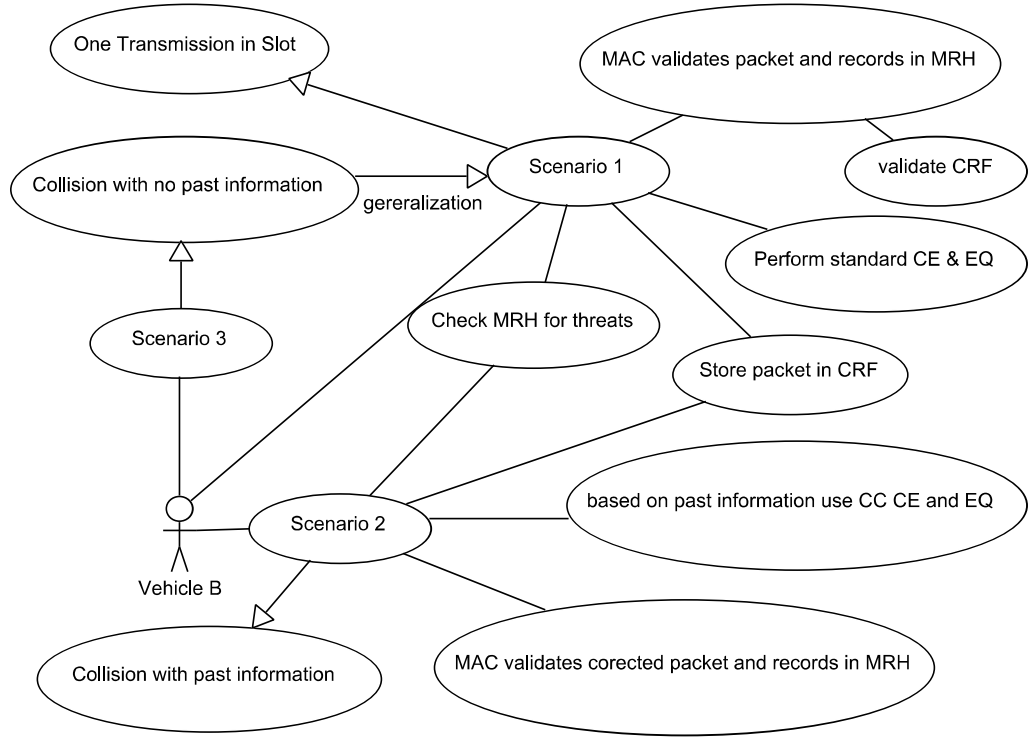 One Transmission in Slot
MAC validates packet and records in MRH
Collision with no past information
Scenario 1
validate CRF
gereralization
Perform standard CE & EQ
Check MRH for threats
Scenario 3
Store packet in CRF
based on past information use CC CE and EQ
Scenario 2
Vehicle B
Collision with past information
MAC validates corected packet and records in MRH